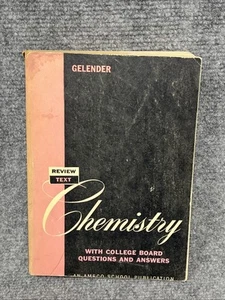 GELENDER
REVIEW
TEXT
Chemistry
WITH COLLEGE BOARD
QUESTIONS AND ANSWERS
AN AMSCO SCHOOL PUBLICATION